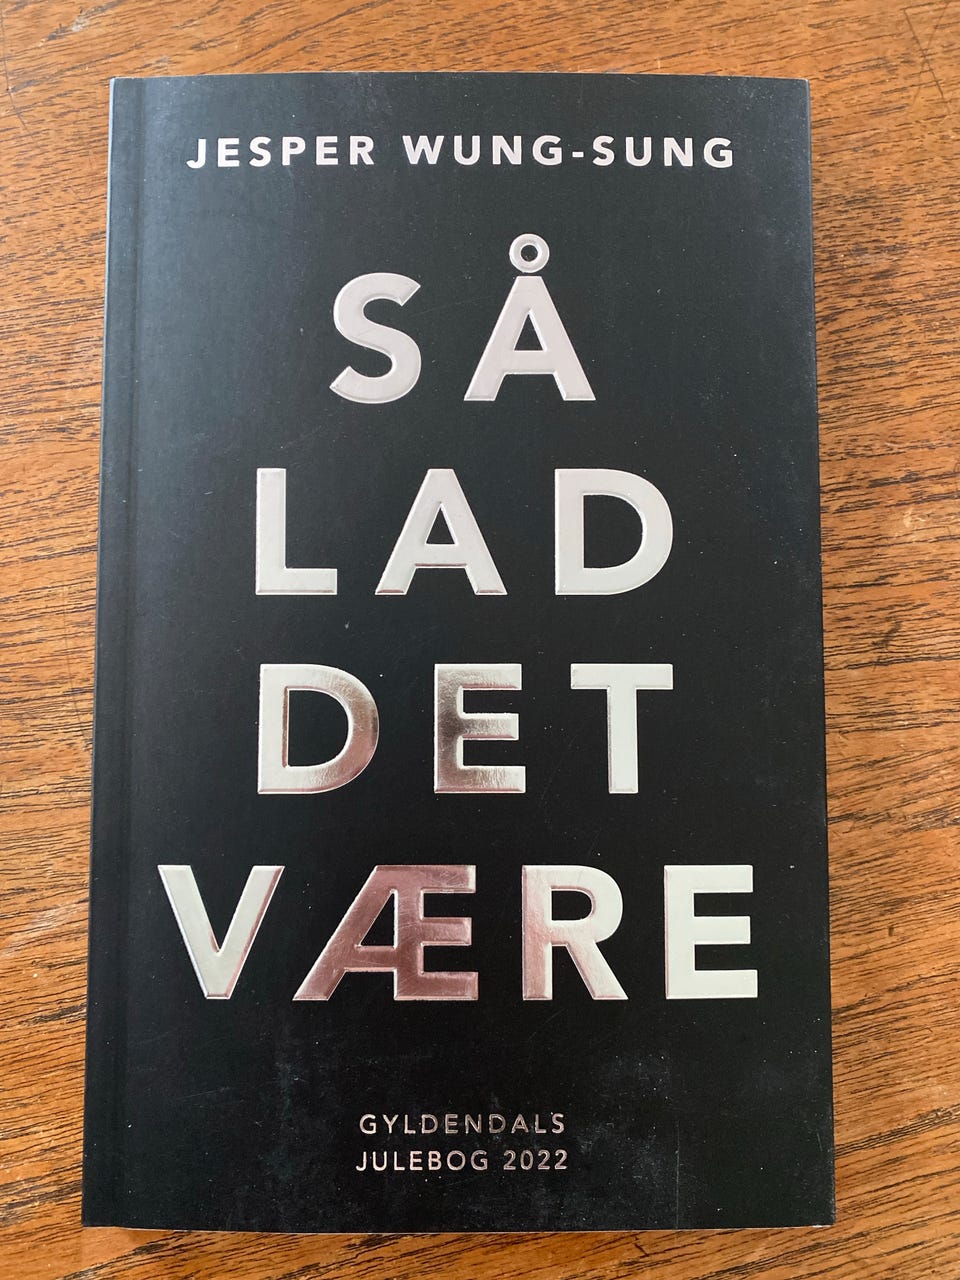 JESPER WUNG-SUNG
SÅ
LAD
DET
VÆRE
GYLDENDALS
JULEBOG 2022